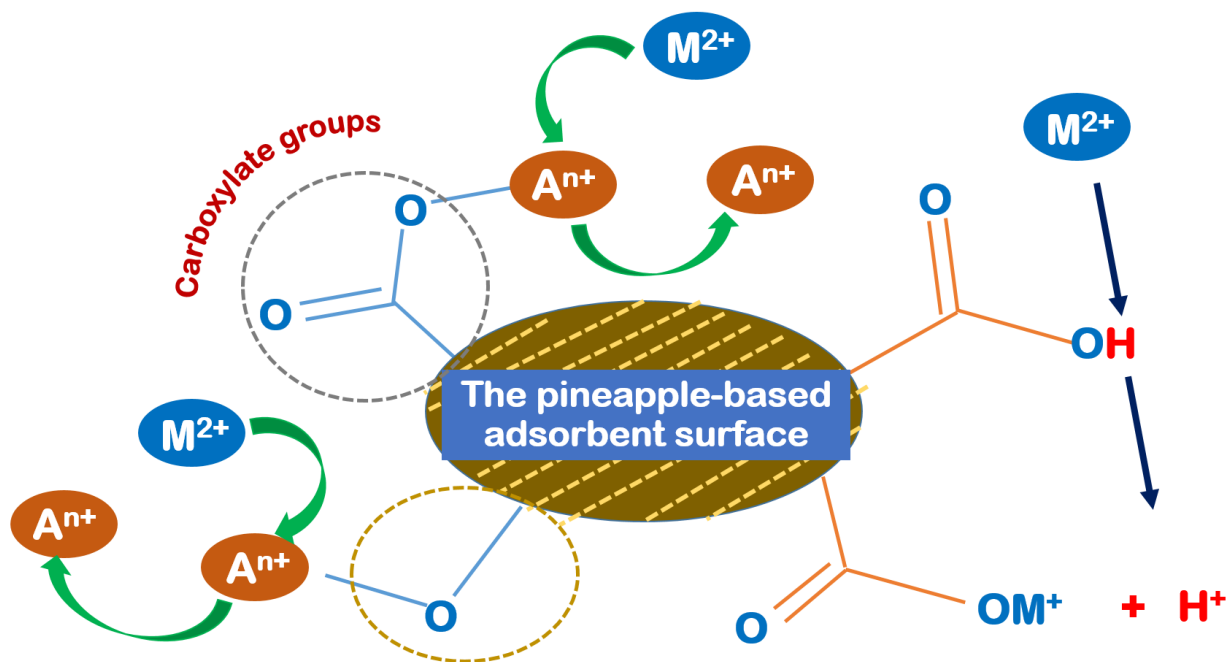 M²⁺
Carboxylate groups
Aⁿ⁺
Aⁿ⁺
M²⁺
O
O
O
OH
The pineapple-based
adsorbent surface
M²⁺
Aⁿ⁺
Aⁿ⁺
O
O
OM⁺ + H⁺